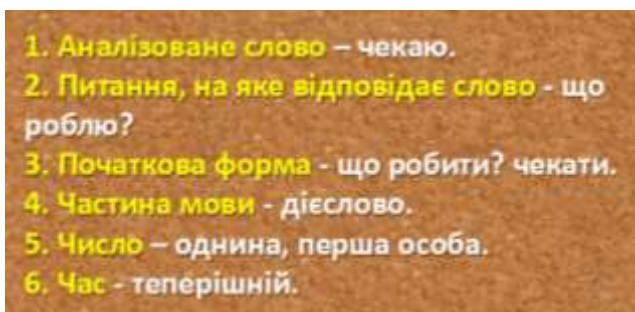 1. Аналізоване слово – чекаю.
2. Питання, на яке відповідає слово - що
роблю?
3. Початкова форма - що робити? чекати.
4. Частина мови - дієслово.
5. Число – однина, перша особа.
6. Час - теперішній.